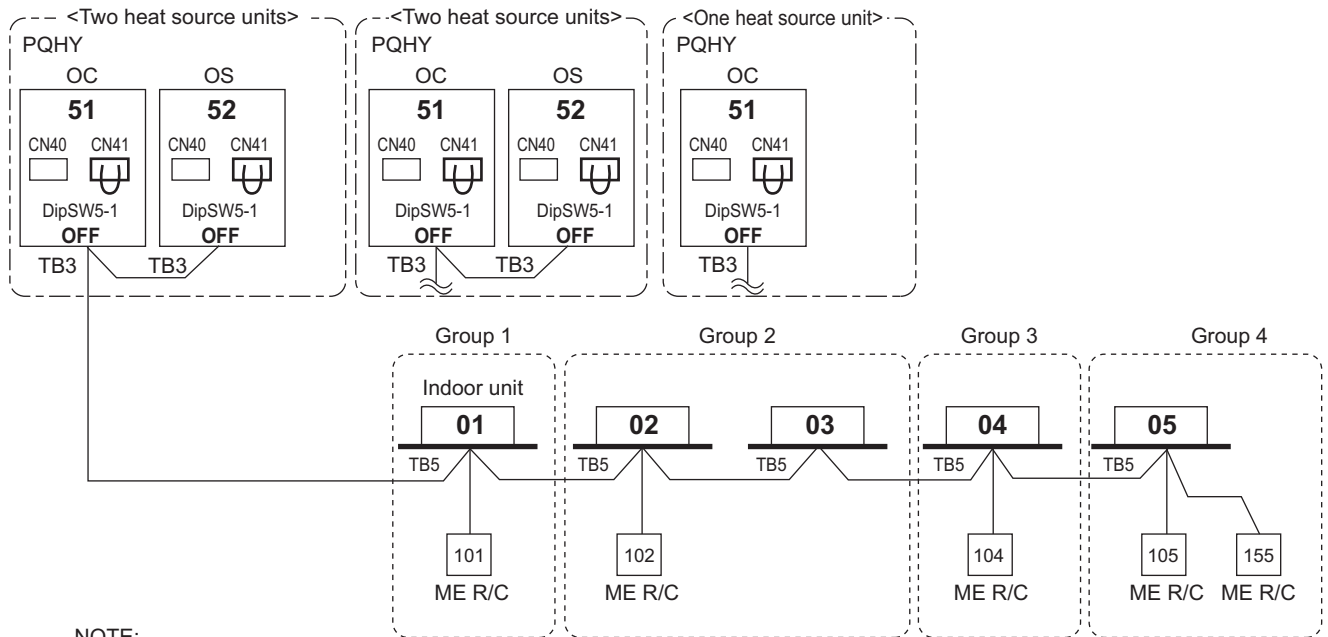 <Two heat source units> <Two heat source units> <One heat source unit>
PQHY PQHY PQHY
OC OS OC OS OC
51 52 51 52 51
CN40 CN41 CN40 CN41 CN40 CN41 CN40 CN41 CN40 CN41
DipSW5-1 DipSW5-1 DipSW5-1 DipSW5-1 DipSW5-1
OFF OFF OFF OFF OFF
TB3 TB3 TB3 TB3 TB3
Group 1 Group 2 Group 3 Group 4
Indoor unit
01 02 03 04 05
TB5 TB5 TB5 TB5 TB5
101 102 104 105 155
ME R/C ME R/C ME R/C ME R/C ME R/C
NOTE: